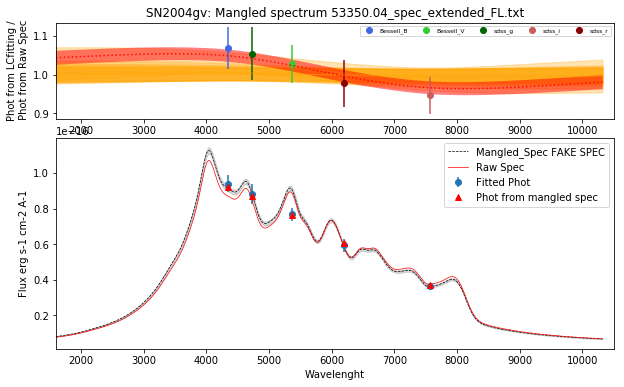 SN2004gv: Mangled spectrum 53350.04_spec_extended_FL.txt
Phot from LCfitting /
Phot from Raw Spec
1.1
1.0
0.9
Bessell_B
Bessell_V
sdss_g
sdss_i
sdss_r
2000 3000 4000 5000 6000 7000 8000 9000 10000
Flux erg s-1 cm-2 A-1
1.0
0.8
0.6
0.4
0.2
Mangled_Spec FAKE SPEC
Raw Spec
Fitted Phot
Phot from mangled spec
2000 3000 4000 5000 6000 7000 8000 9000 10000
Wavelenght